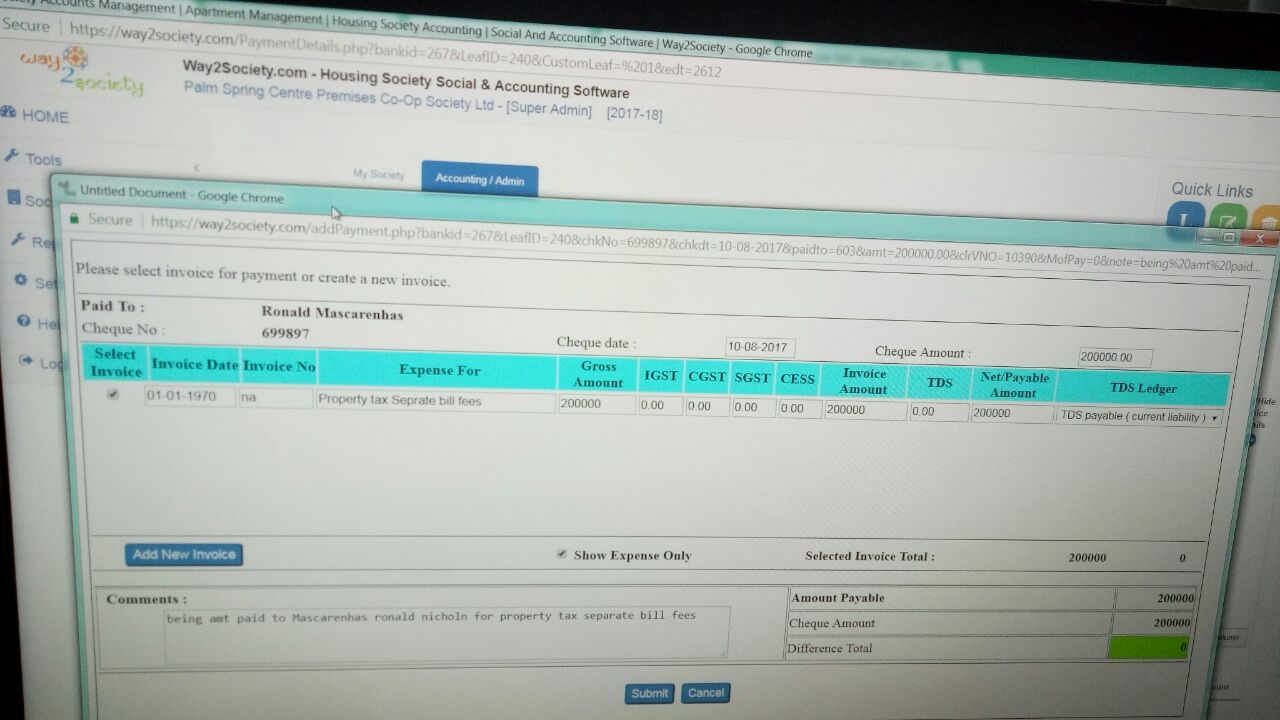 ciety Accounts Management | Apartment Management | Housing Society Accounting | Social And Accounting Software | Way2Society - Google Chrome
Secure | https://way2society.com/PaymentDetails.php?bankid=267&LeafID=240&CustomLeaf=%201&edt=2612
way
2society
Way2Society.com - Housing Society Social & Accounting Software
Palm Spring Centre Premises Co-Op Society Ltd - [Super Admin] [2017-18]
HOME
Tools
My Society
Accounting / Admin
Quick Links
Soc
Re
Set
Hel
Log
Untitled Document - Google Chrome
Secure | https://way2society.com/addPayment.php?bankid=267&LeafID=240&chkNo=699897&chkdt=10-08-2017&paidto=603&amt=200000.00&clrVNO=10390&MofPay=0&note=being%20amt%20paid...
Please select invoice for payment or create a new invoice.
Paid To : Ronald Mascarenhas
Cheque No : 699897 Cheque date : 10-08-2017 Cheque Amount : 200000.00
Select Invoice Invoice Date Invoice No Expense For Gross Amount IGST CGST SGST CESS Invoice Amount TDS Net/Payable Amount TDS Ledger
01-01-1970 na Property tax Seprate bill fees 200000 0.00 0.00 0.00 0.00 200000 0.00 200000 TDS payable ( current liability )
Add New Invoice Show Expense Only Selected Invoice Total : 200000 0
Comments :
being amt paid to Mascarenhas ronald nicholn for property tax separate bill fees
Amount Payable 200000
Cheque Amount 200000
Difference Total 0
Submit Cancel
Hide